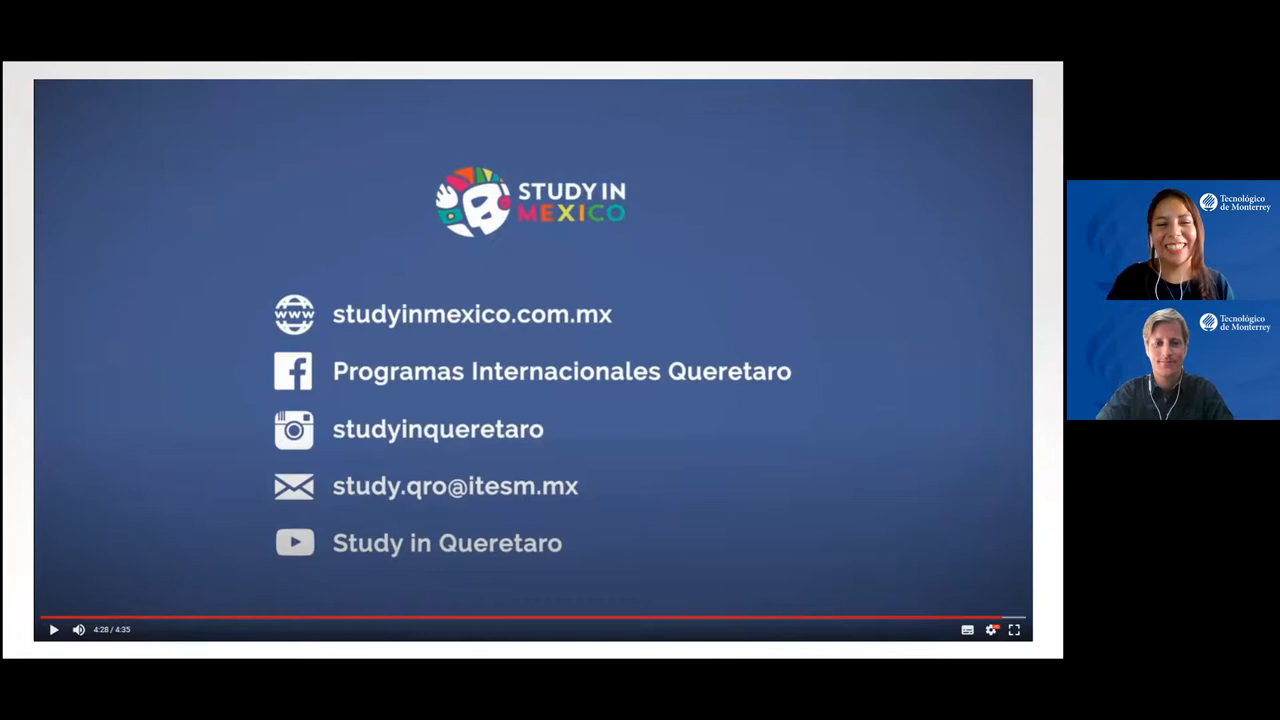 STUDY IN
MEXICO
www
studyinmexico.com.mx
Programas Internacionales Queretaro
studyinqueretaro
study.qro@itesm.mx
Study in Queretaro
4:28 / 4:35
Tecnológico
de Monterrey
Tecnológico
de Monterrey